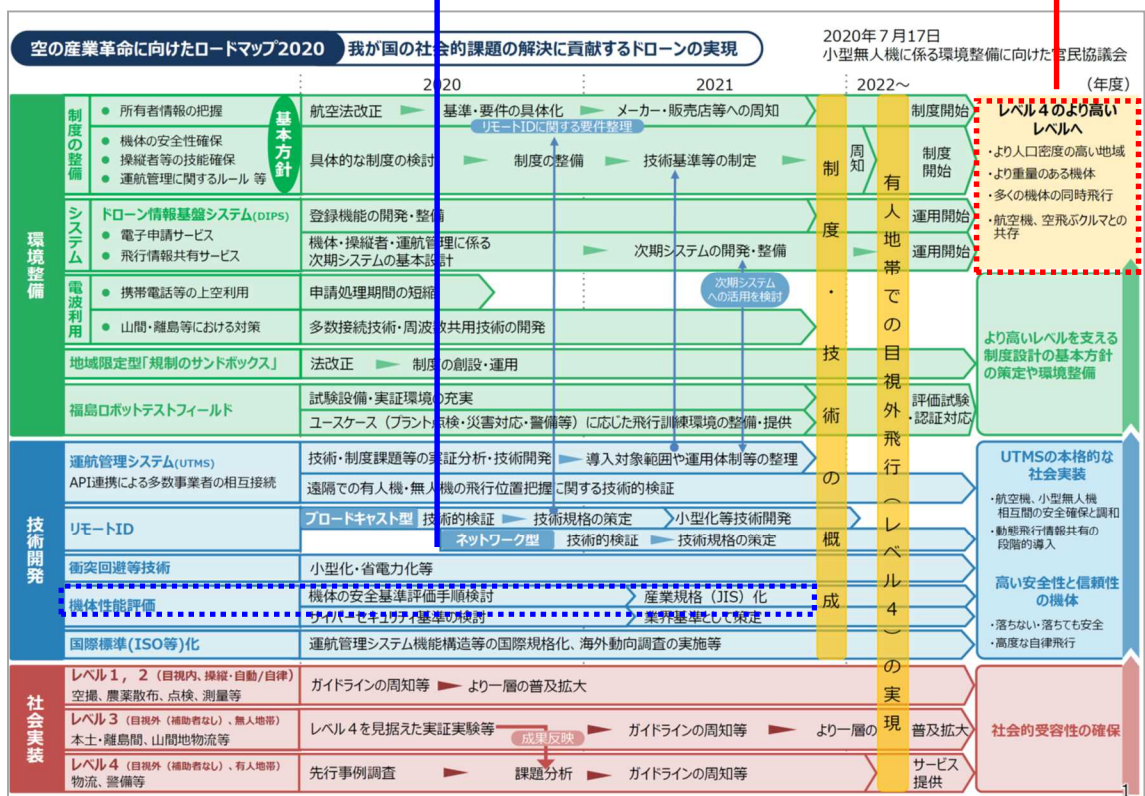 空の産業革命に向けたロードマップ2020 我が国の社会的課題の解決に貢献するドローンの実現
2020年7月17日
小型無人機に係る環境整備に向けた官民協議会
2020 2021 2022～ （年度）
環境整備
制度の整備
● 所有者情報の把握
● 機体の安全性確保
● 操縦者等の技能確保
● 運航管理に関するルール 等
基本方針
航空法改正 基準・要件の具体化 メーカー・販売店等への周知 制度開始
リモートIDに関する要件整理
具体的な制度の検討 制度の整備 技術基準等の制定 周知 制度開始
システム
ドローン情報基盤システム(DIPS)
● 電子申請サービス
● 飛行情報共有サービス
登録機能の開発・整備 運用開始
機体・操縦者・運航管理に係る
次期システムの基本設計
次期システムの開発・整備 運用開始
次期システム
への活用を検討
電波利用
● 携帯電話等の上空利用 申請処理期間の短縮
● 山間・離島等における対策 多数接続技術・周波数共用技術の開発
地域限定型「規制のサンドボックス」 法改正 制度の創設・運用
福島ロボットテストフィールド
試験設備・実証環境の充実
ユースケース（プラント点検・災害対応・警備等）に応じた飛行訓練環境の整備・提供
評価試験
・認証対応
技術開発
運航管理システム(UTMS)
API連携による多数事業者の相互接続
技術・制度課題等の実証分析・技術開発 導入対象範囲や運用体制等の整理
遠隔での有人機・無人機の飛行位置把握に関する技術的検証
リモートID
ブロードキャスト型 技術的検証 技術規格の策定 小型化等技術開発
ネットワーク型 技術的検証 技術規格の策定
衝突回避等技術 小型化・省電力化等
機体性能評価
機体の安全基準評価手順検討 産業規格（JIS）化
サイバーセキュリティ基準の検討 業界基準として策定
国際標準(ISO等)化 運航管理システム機能構造等の国際規格化、海外動向調査の実施等
社会実装
レベル１，２（目視内、操縦・自動/自律）
空撮、農薬散布、点検、測量等
ガイドラインの周知等 より一層の普及拡大
レベル３（目視外（補助者なし）、無人地帯）
本土・離島間、山間地物流等
レベル４を見据えた実証実験等 ガイドラインの周知等 より一層の 普及拡大
成果反映
レベル４（目視外（補助者なし）、有人地帯）
物流、警備等
先行事例調査 課題分析 ガイドラインの周知等
サービス
提供
制度・技術の概成
有人地帯での目視外飛行（レベル４）の実現
レベル４のより高い
レベルへ
・より人口密度の高い地域
・より重量のある機体
・多くの機体の同時飛行
・航空機、空飛ぶクルマとの
共存
より高いレベルを支える
制度設計の基本方針
の策定や環境整備
UTMSの本格的な
社会実装
・航空機、小型無人機
相互間の安全確保と調和
・動態飛行情報共有の
段階的導入
高い安全性と信頼性
の機体
・落ちない・落ちても安全
・高度な自律飛行
社会的受容性の確保
1